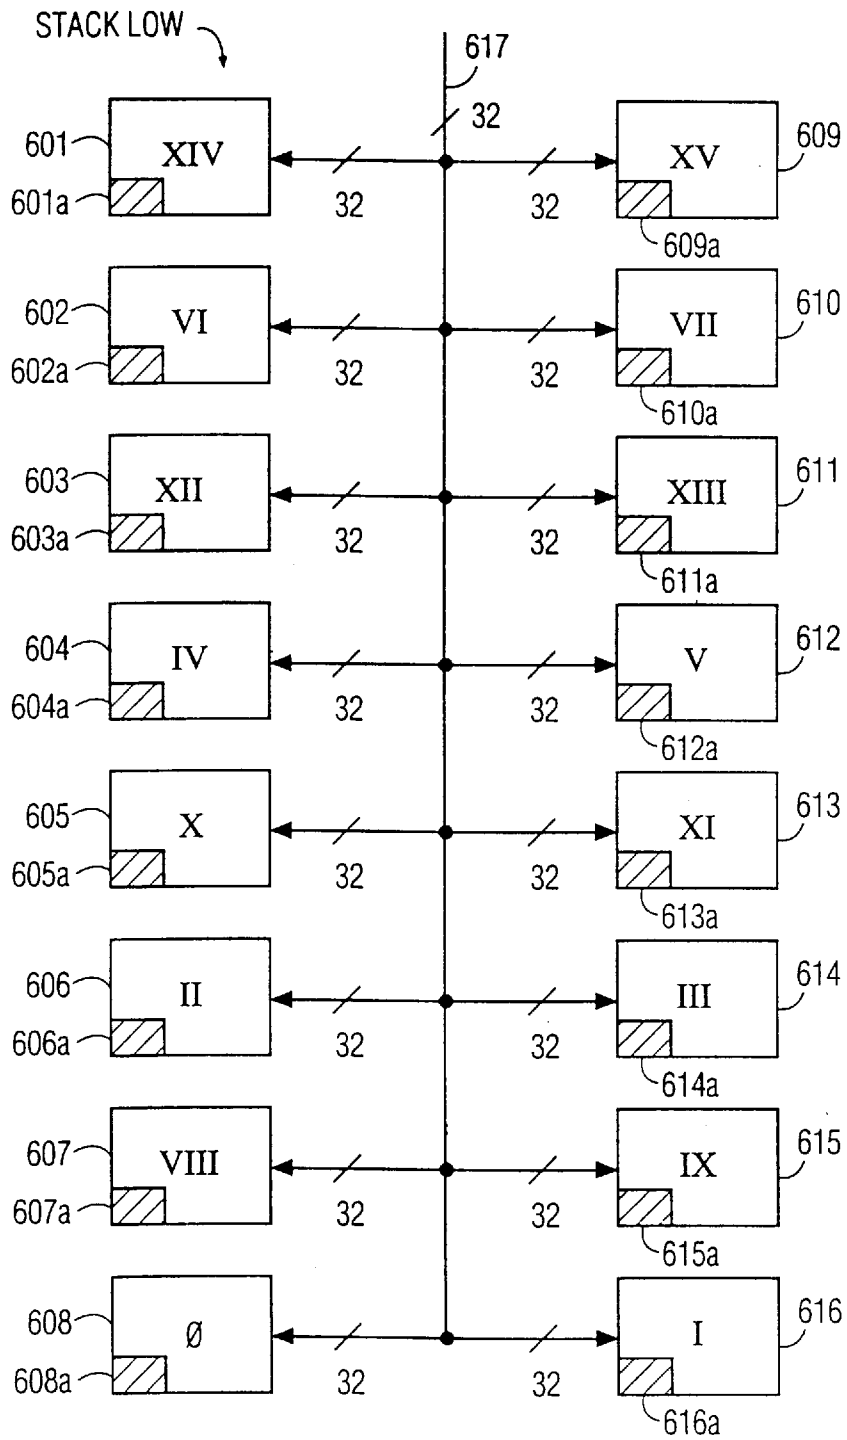 STACK LOW
617
32
601
XIV
XV
609
601a
32
32
609a
602
VI
VII
610
602a
32
32
610a
603
XII
XIII
611
603a
32
32
611a
604
IV
V
612
604a
32
32
612a
605
X
XI
613
605a
32
32
613a
606
II
III
614
606a
32
32
614a
607
VIII
IX
615
607a
32
32
615a
608
Ø
I
616
608a
32
32
616a